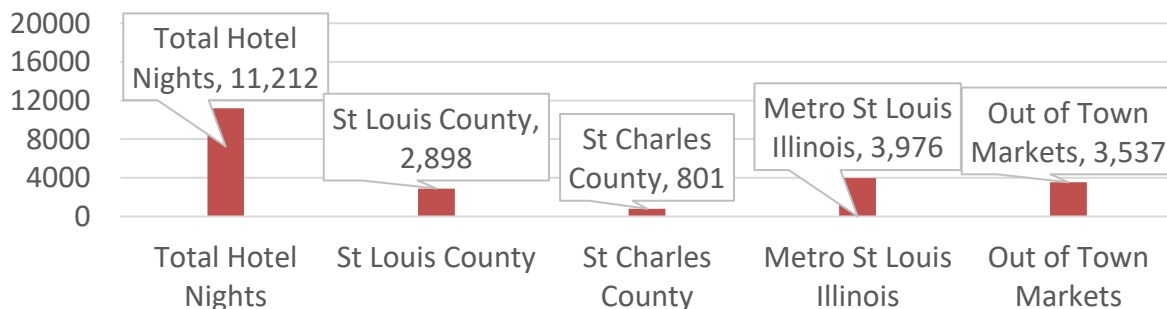 20000
16000
12000
8000
4000
0
Total Hotel
Nights, 11,212
St Louis County,
2,898
St Charles
County, 801
Metro St Louis
Illinois, 3,976
Out of Town
Markets, 3,537
Total Hotel
Nights
St Louis County
St Charles
County
Metro St Louis
Illinois
Out of Town
Markets